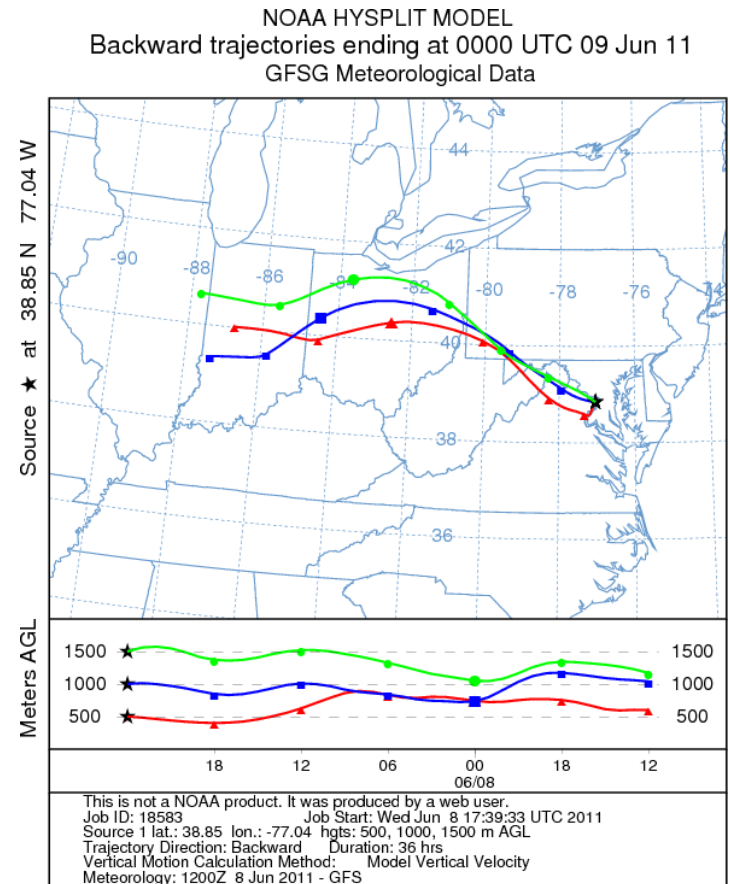 NOAA HYSPLIT MODEL
Backward trajectories ending at 0000 UTC 09 Jun 11
GFSG Meteorological Data
Source ★ at 38.85 N 77.04 W
44
42
-90
-88
-86
-82
-80
-78
-76
40
38
36
Meters AGL
1500 1500
1000 1000
500 500
18 12 06 00 18 12
06/08
This is not a NOAA product. It was produced by a web user.
Job ID: 18583 Job Start: Wed Jun 8 17:39:33 UTC 2011
Source 1 lat.: 38.85 lon.: -77.04 hgts: 500, 1000, 1500 m AGL
Trajectory Direction: Backward Duration: 36 hrs
Vertical Motion Calculation Method: Model Vertical Velocity
Meteorology: 1200Z 8 Jun 2011 - GFS